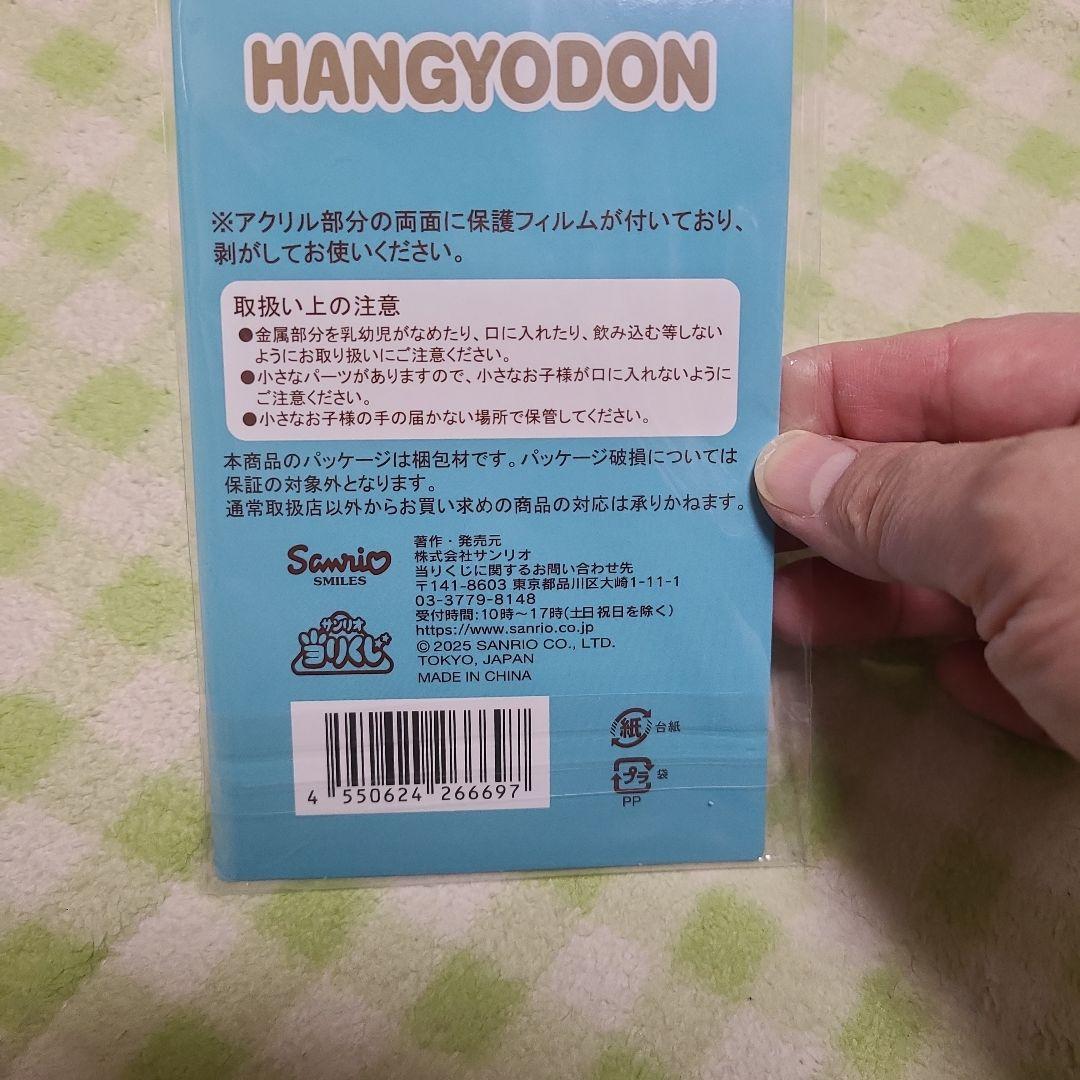 HANGYODON
※アクリル部分の両面に保護フィルムが付いており、
剥がしてお使いください。
取扱い上の注意
●金属部分を乳幼児がなめたり、口に入れたり、飲み込む等しない
ようにお取り扱いにご注意ください。
●小さなパーツがありますので、小さなお子様が口に入れないように
ご注意ください。
●小さなお子様の手の届かない場所で保管してください。
本商品のパッケージは梱包材です。パッケージ破損については
保証の対象外となります。
通常取扱店以外からお買い求めの商品の対応は承りかねます。
Sanrio
SMILES
サンリオ
当りくじ
著作・発売元
株式会社サンリオ
当りくじに関するお問い合わせ先
〒141-8603 東京都品川区大崎1-11-1
03-3779-8148
受付時間:10時～17時(土日祝日を除く)
https://www.sanrio.co.jp
© 2025 SANRIO CO., LTD.
TOKYO, JAPAN
MADE IN CHINA
4 550624 266697
紙 台紙
プラ 袋
PP